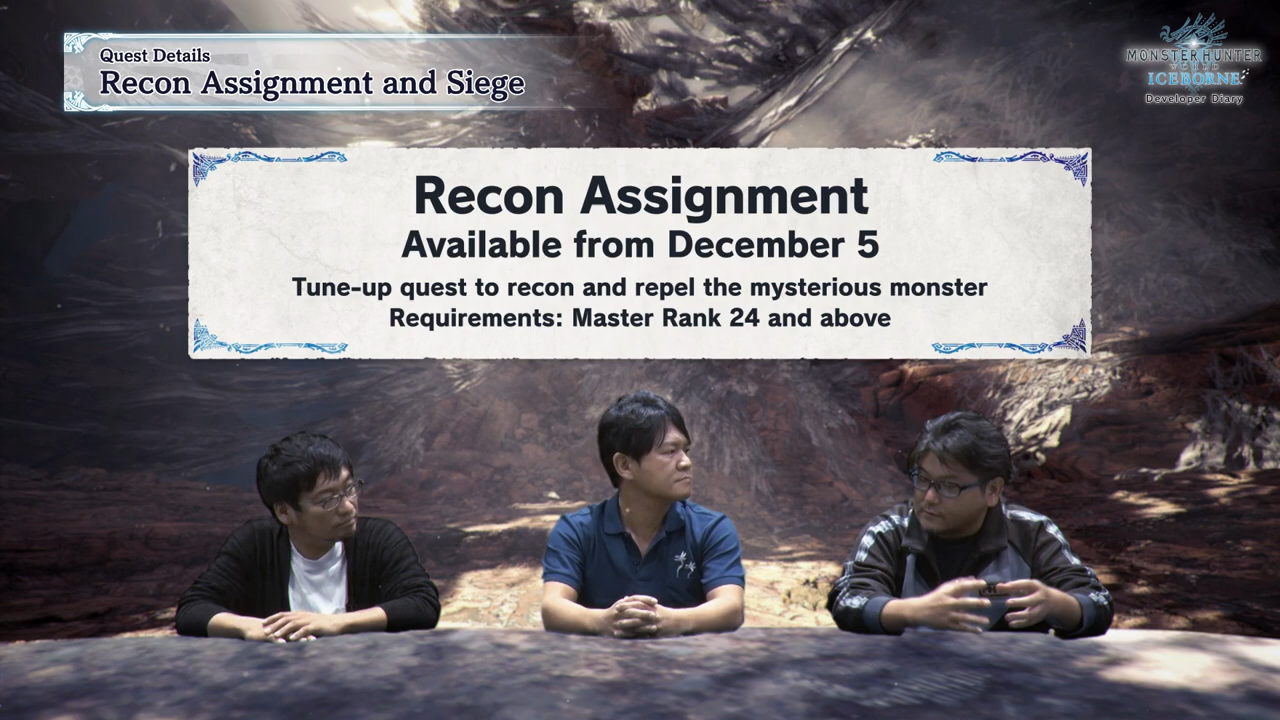 Quest Details
Recon Assignment and Siege
MONSTER HUNTER
WORLD
ICEBORNE
Developer Diary
Recon Assignment
Available from December 5
Tune-up quest to recon and repel the mysterious monster
Requirements: Master Rank 24 and above